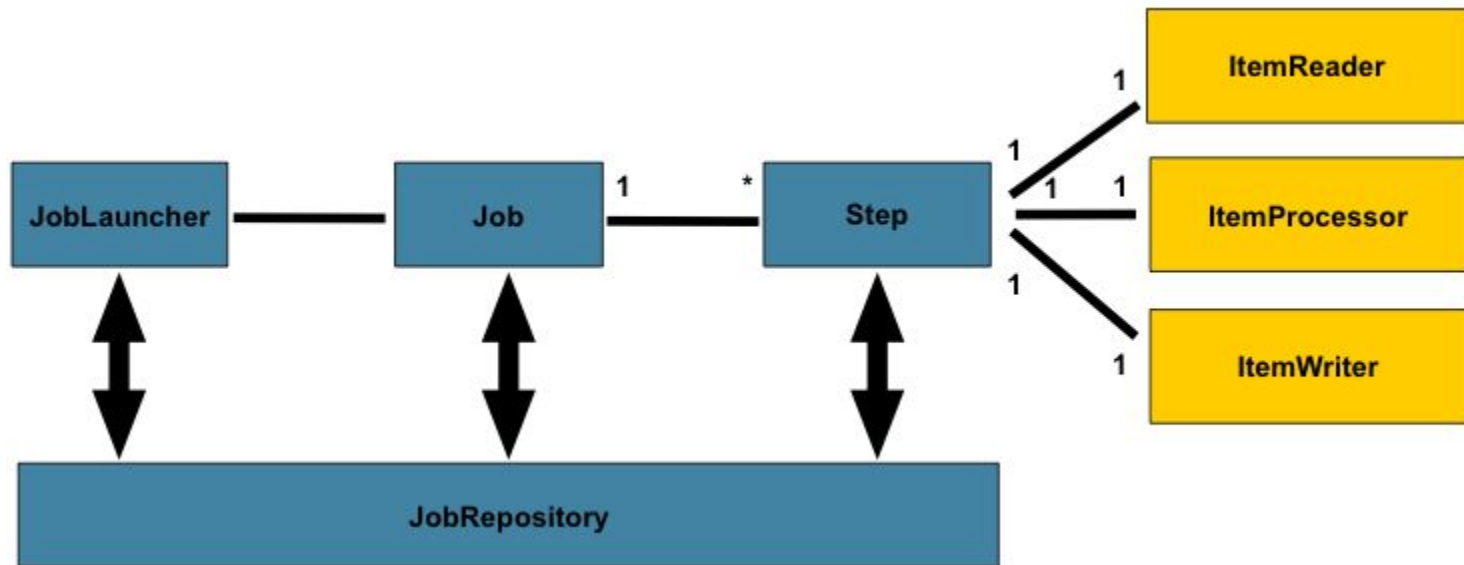 ItemReader
1
1
JobLauncher
Job
1
*
Step
1
1
ItemProcessor
1
1
ItemWriter
JobRepository